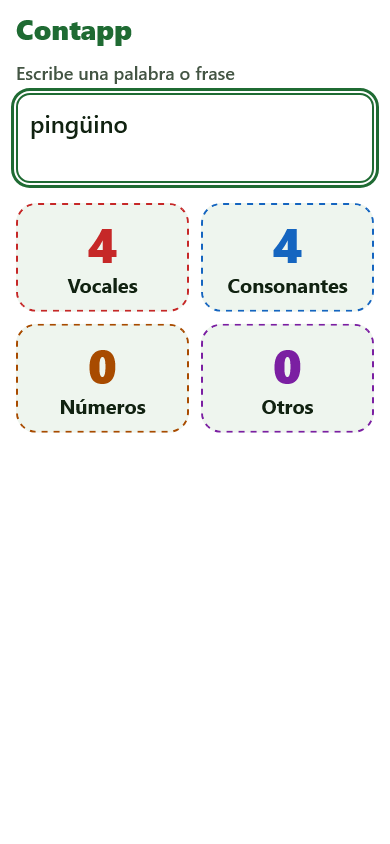 Contapp
Escribe una palabra o frase
pingüino
4
Vocales
4
Consonantes
0
Números
0
Otros